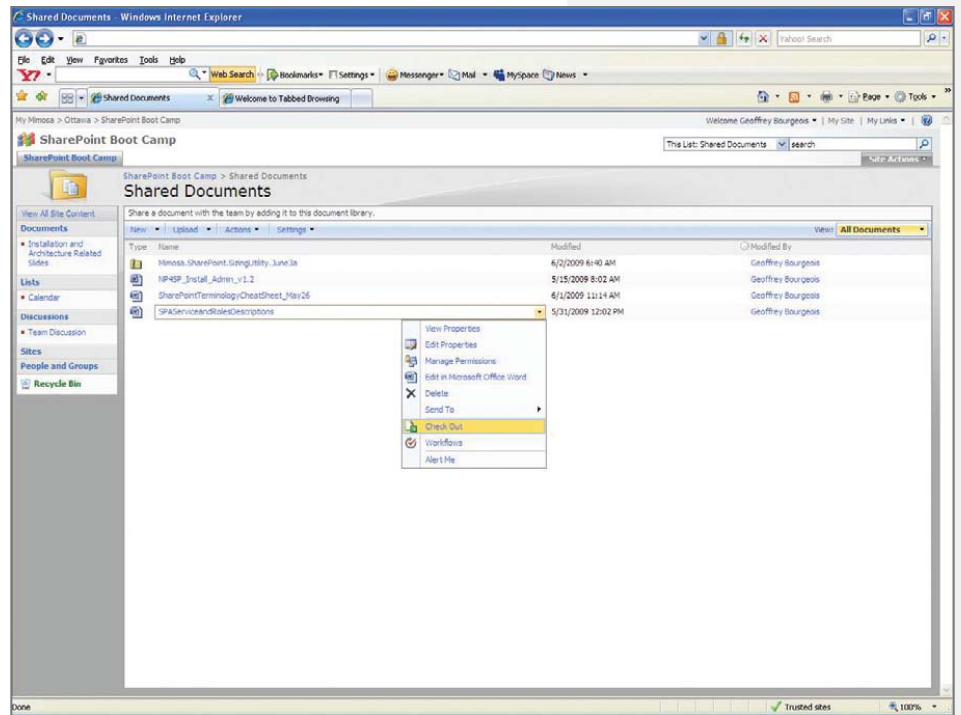 Shared Documents - Windows Internet Explorer
Yahoo! Search
File Edit View Favorites Tools Help
Y! Web Search Bookmarks Settings Messenger Mail MySpace News
Shared Documents x Welcome to Tabbed Browsing Page Tools
My Mimosa > Ottawa > SharePoint Boot Camp Welcome Geoffrey Bourgeois | My Site | My Links |
SharePoint Boot Camp This List: Shared Documents search
SharePoint Boot Camp Site Actions
SharePoint Boot Camp > Shared Documents
Shared Documents
View All Site Content Share a document with the team by adding it to this document library.
Documents New Upload Actions Settings View: All Documents
Type Name Modified Modified By
Installation and
Architecture Related
Slides
Mimosa.SharePoint.SizingUtility.June3a 6/2/2009 6:40 AM Geoffrey Bourgeois
NP4SP_Install_Admin_v1.2 5/15/2009 8:02 AM Geoffrey Bourgeois
Lists
Calendar
SharePointTerminologyCheatSheet_May26 6/1/2009 11:14 AM Geoffrey Bourgeois
SPAServiceandRolesDescriptions 5/31/2009 12:02 PM Geoffrey Bourgeois
Discussions
Team Discussion
Sites
People and Groups
Recycle Bin
View Properties
Edit Properties
Manage Permissions
Edit in Microsoft Office Word
Delete
Send To
Check Out
Workflows
Alert Me
Done Trusted sites 100%